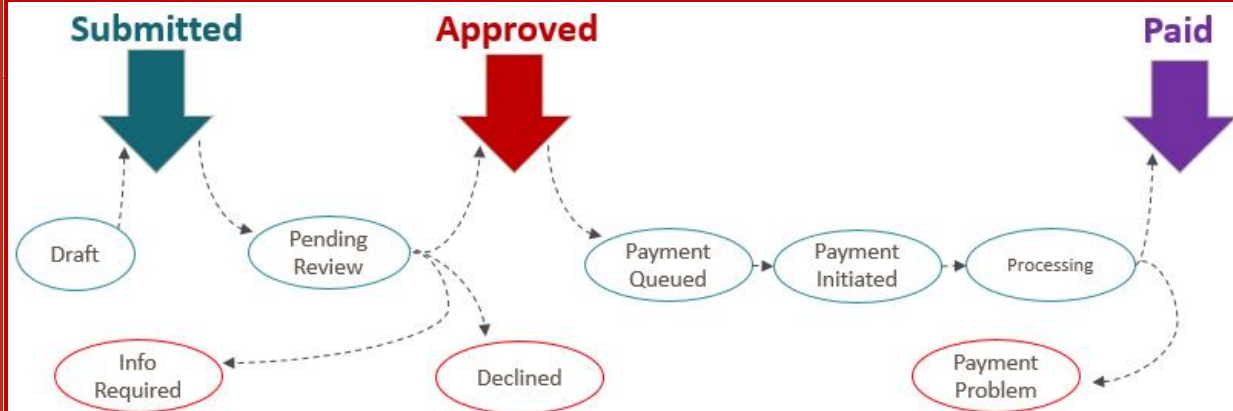 Submitted
Approved
Paid
Draft
Pending
Review
Payment
Queued
Payment
Initiated
Processing
Info
Required
Declined
Payment
Problem